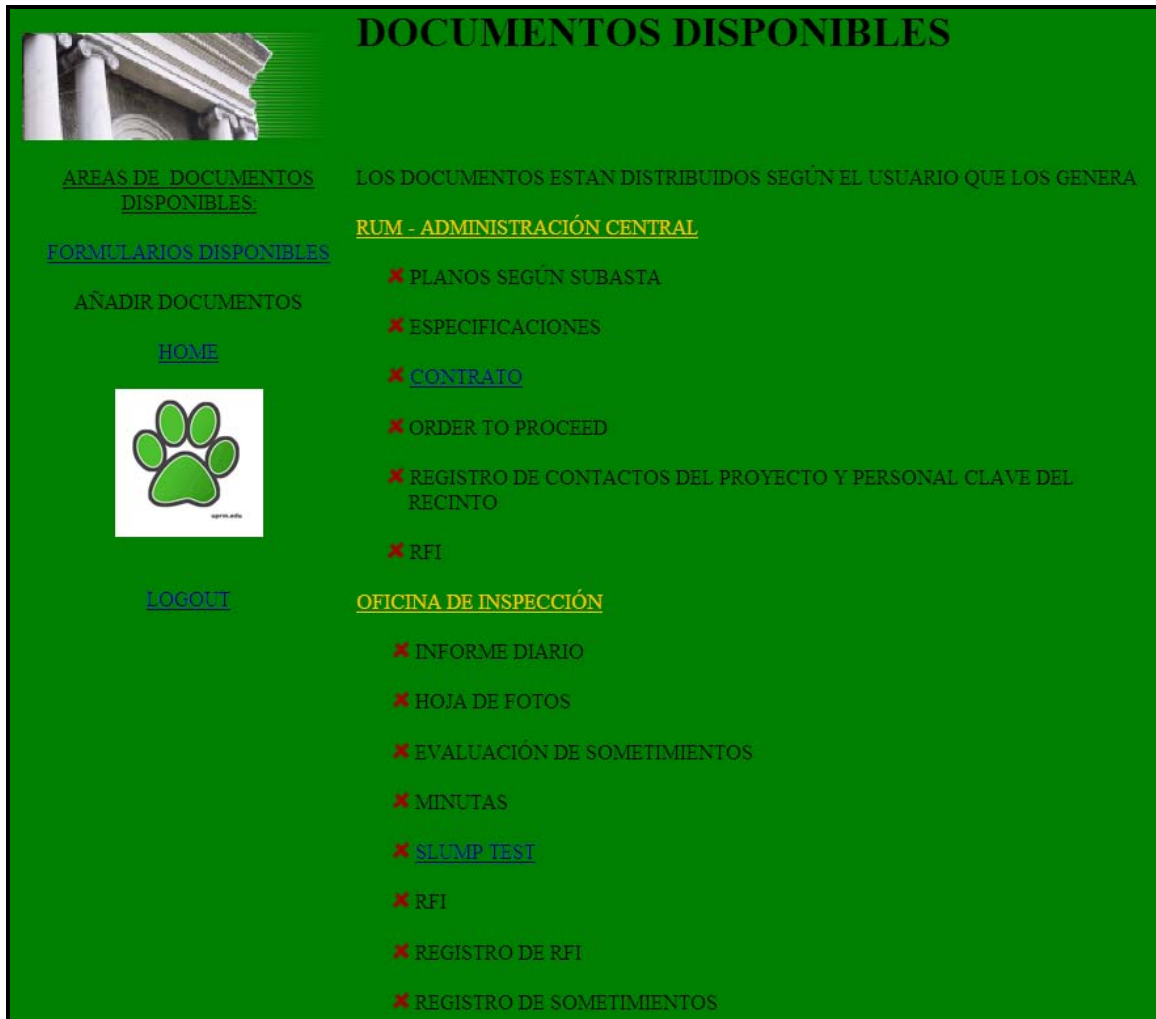 DOCUMENTOS DISPONIBLES
AREAS DE DOCUMENTOS
DISPONIBLES:
FORMULARIOS DISPONIBLES
AÑADIR DOCUMENTOS
HOME
uprm.edu
LOGOUT
LOS DOCUMENTOS ESTAN DISTRIBUIDOS SEGÚN EL USUARIO QUE LOS GENERA
RUM - ADMINISTRACIÓN CENTRAL
PLANOS SEGÚN SUBASTA
ESPECIFICACIONES
CONTRATO
ORDER TO PROCEED
REGISTRO DE CONTACTOS DEL PROYECTO Y PERSONAL CLAVE DEL
RECINTO
RFI
OFICINA DE INSPECCIÓN
INFORME DIARIO
HOJA DE FOTOS
EVALUACIÓN DE SOMETIMIENTOS
MINUTAS
SLUMP TEST
RFI
REGISTRO DE RFI
REGISTRO DE SOMETIMIENTOS